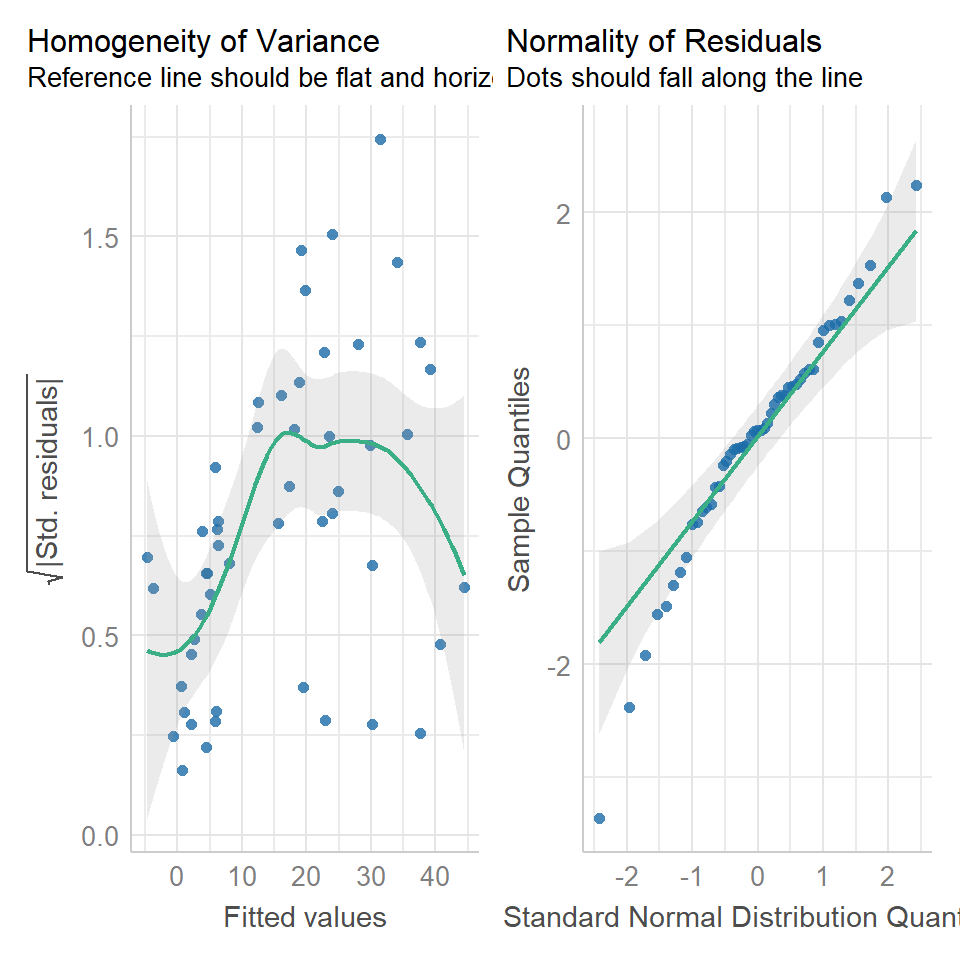 Homogeneity of Variance
Reference line should be flat and horiz
√|Std. residuals|
1.5
1.0
0.5
0.0
0 10 20 30 40
Fitted values
Normality of Residuals
Dots should fall along the line
Sample Quantiles
2
0
-2
-2 -1 0 1 2
Standard Normal Distribution Quant